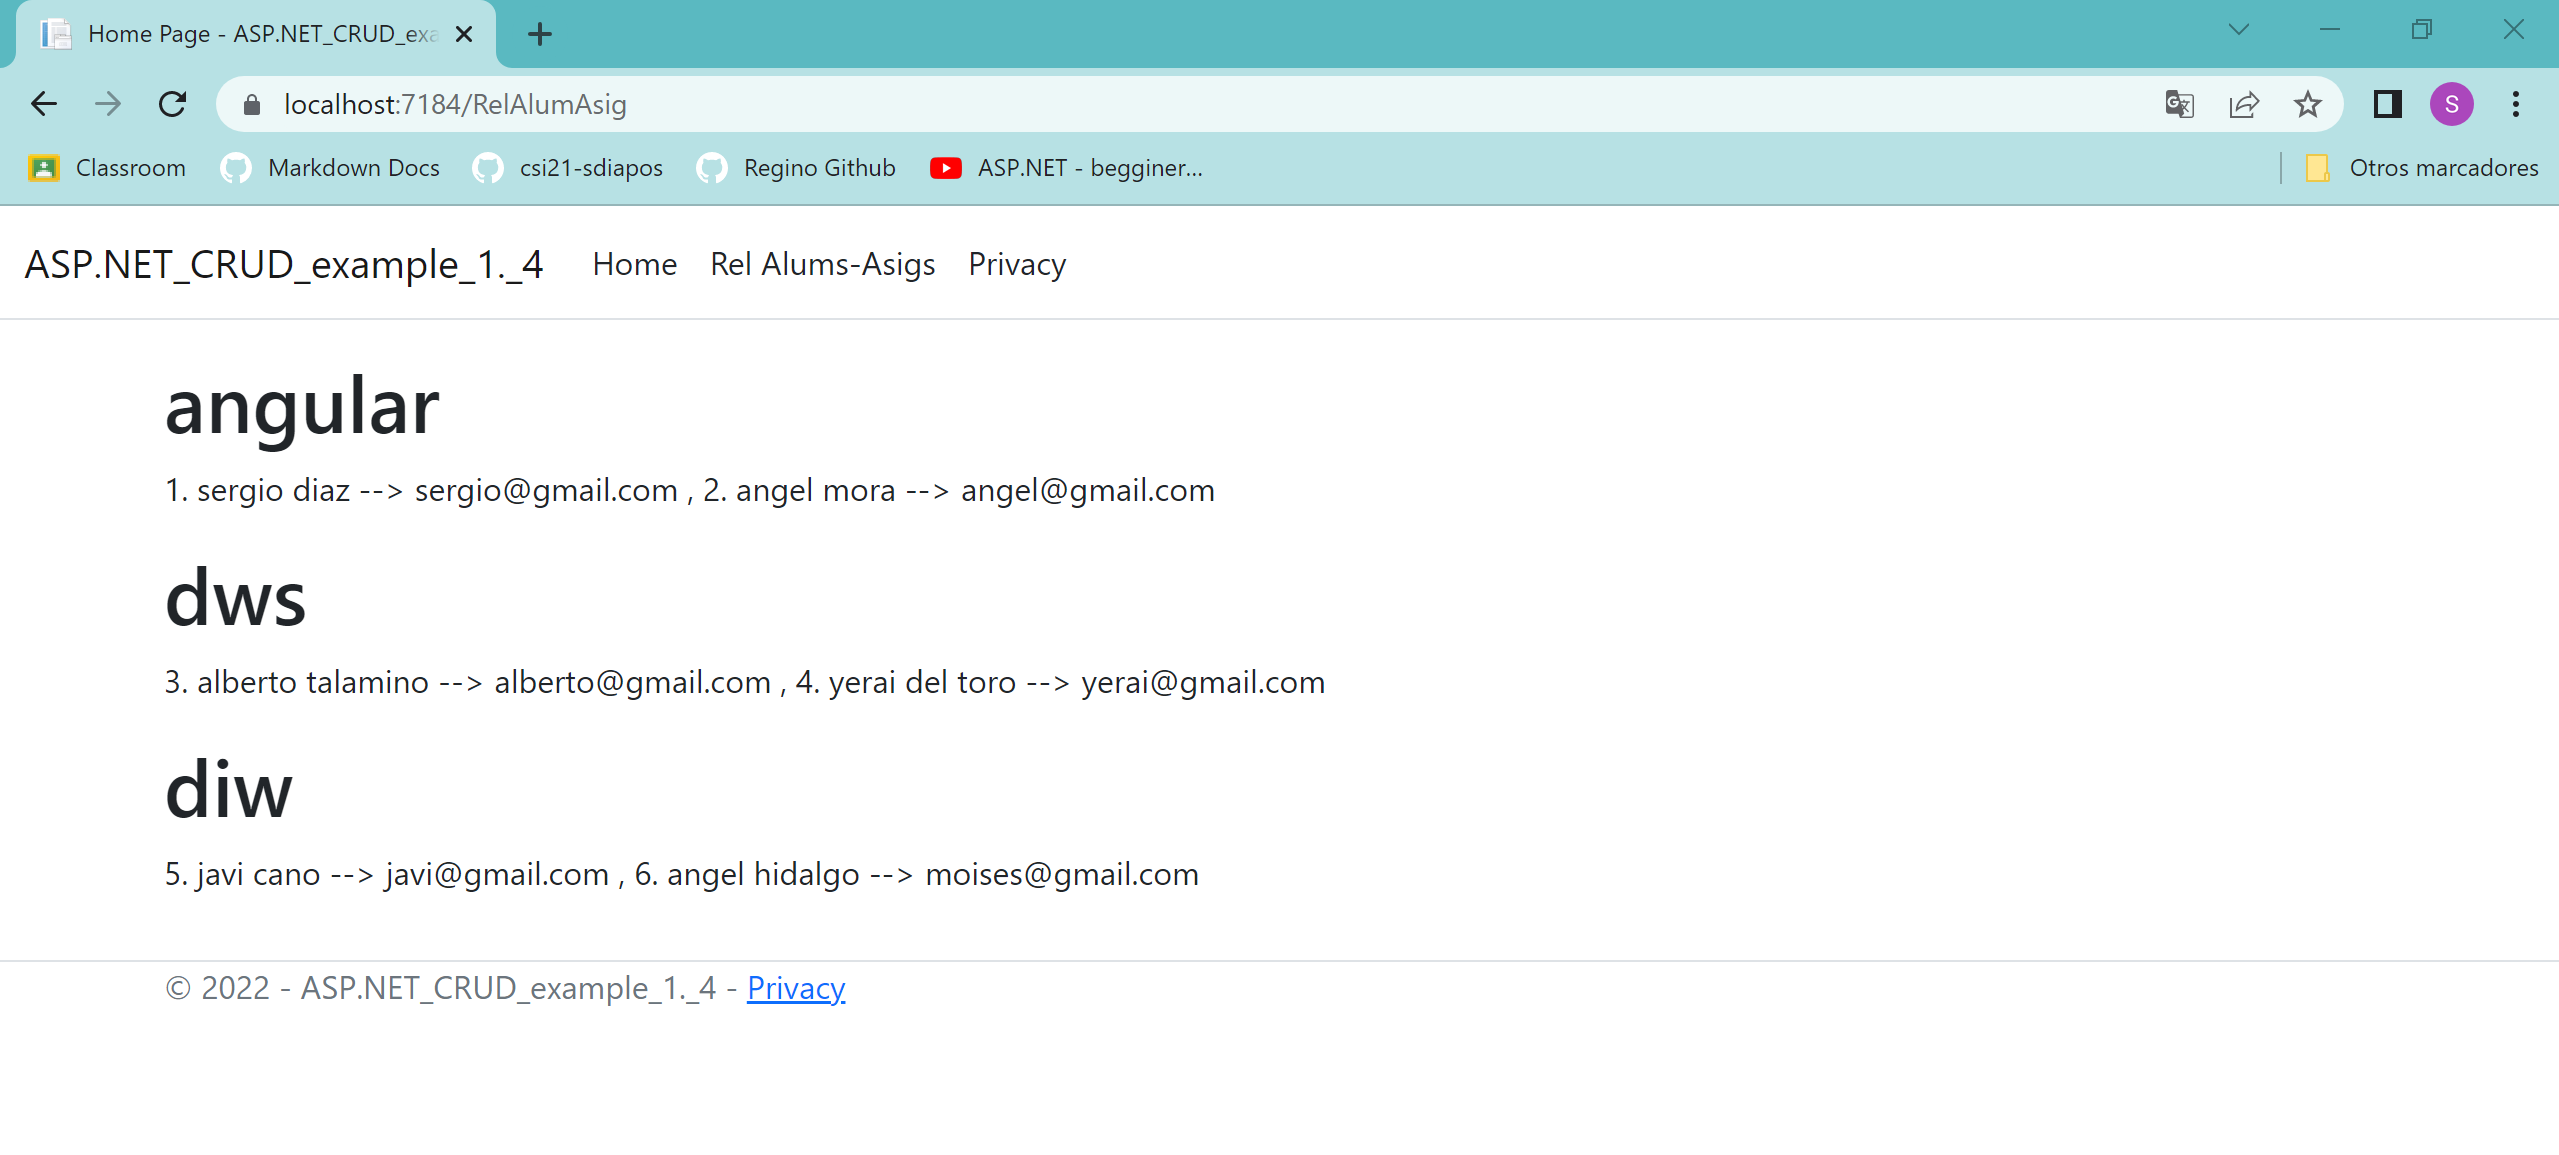 Home Page - ASP.NET_CRUD_exa
localhost:7184/RelAlumAsig
S
Classroom Markdown Docs csi21-sdiapos Regino Github ASP.NET - begginer... Otros marcadores
ASP.NET_CRUD_example_1._4 Home Rel Alums-Asigs Privacy
angular
1. sergio diaz --> sergio@gmail.com , 2. angel mora --> angel@gmail.com
dws
3. alberto talamino --> alberto@gmail.com , 4. yerai del toro --> yerai@gmail.com
diw
5. javi cano --> javi@gmail.com , 6. angel hidalgo --> moises@gmail.com
© 2022 - ASP.NET_CRUD_example_1._4 - Privacy